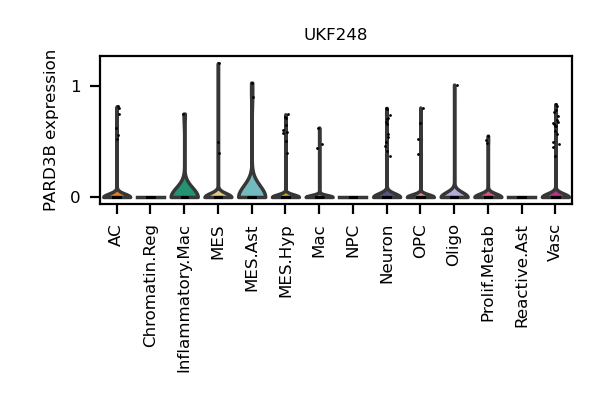 UKF248
PARD3B expression
1
0
AC
Chromatin.Reg
Inflammatory.Mac
MES
MES.Ast
MES.Hyp
Mac
NPC
Neuron
OPC
Oligo
Prolif.Metab
Reactive.Ast
Vasc